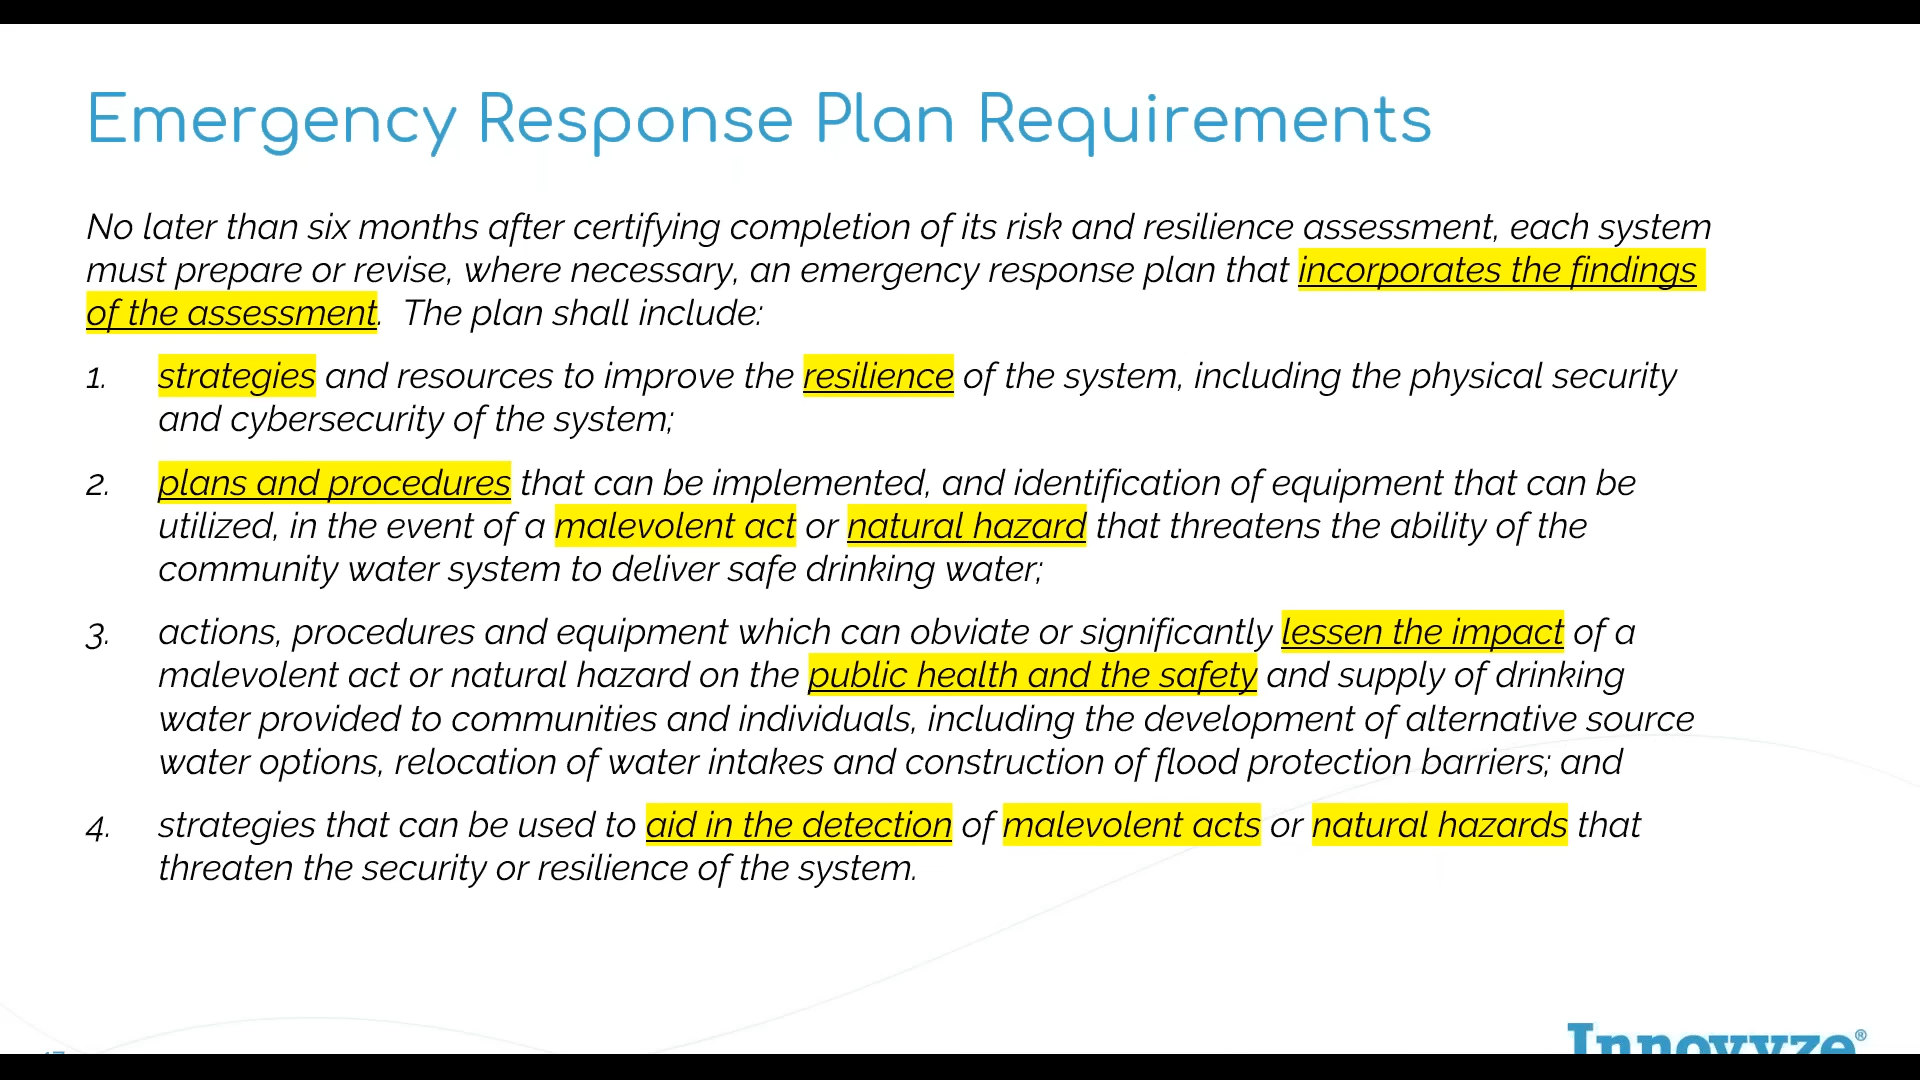 Emergency Response Plan Requirements
No later than six months after certifying completion of its risk and resilience assessment, each system
must prepare or revise, where necessary, an emergency response plan that incorporates the findings
of the assessment. The plan shall include:
1. strategies and resources to improve the resilience of the system, including the physical security
and cybersecurity of the system;
2. plans and procedures that can be implemented, and identification of equipment that can be
utilized, in the event of a malevolent act or natural hazard that threatens the ability of the
community water system to deliver safe drinking water;
3. actions, procedures and equipment which can obviate or significantly lessen the impact of a
malevolent act or natural hazard on the public health and the safety and supply of drinking
water provided to communities and individuals, including the development of alternative source
water options, relocation of water intakes and construction of flood protection barriers; and
4. strategies that can be used to aid in the detection of malevolent acts or natural hazards that
threaten the security or resilience of the system.
Innovyze®